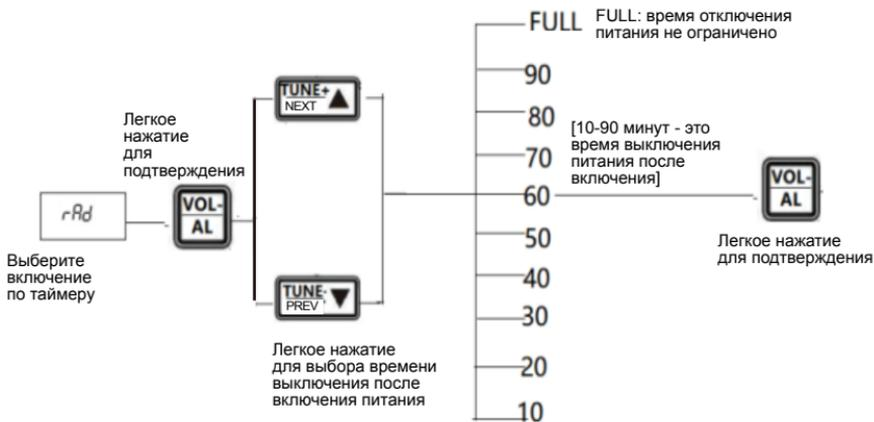 rAd
Выберите
включение
по таймеру
Легкое
нажатие
для
подтверждения
VOL-
AL
TUNE+
NEXT
TUNE-
PREV
Легкое нажатие
для выбора времени
выключения после
включения питания
FULL
90
80
70
60
50
40
30
20
10
FULL: время отключения
питания не ограничено
[10-90 минут - это
время выключения
питания после
включения]
VOL-
AL
Легкое нажатие
для подтверждения